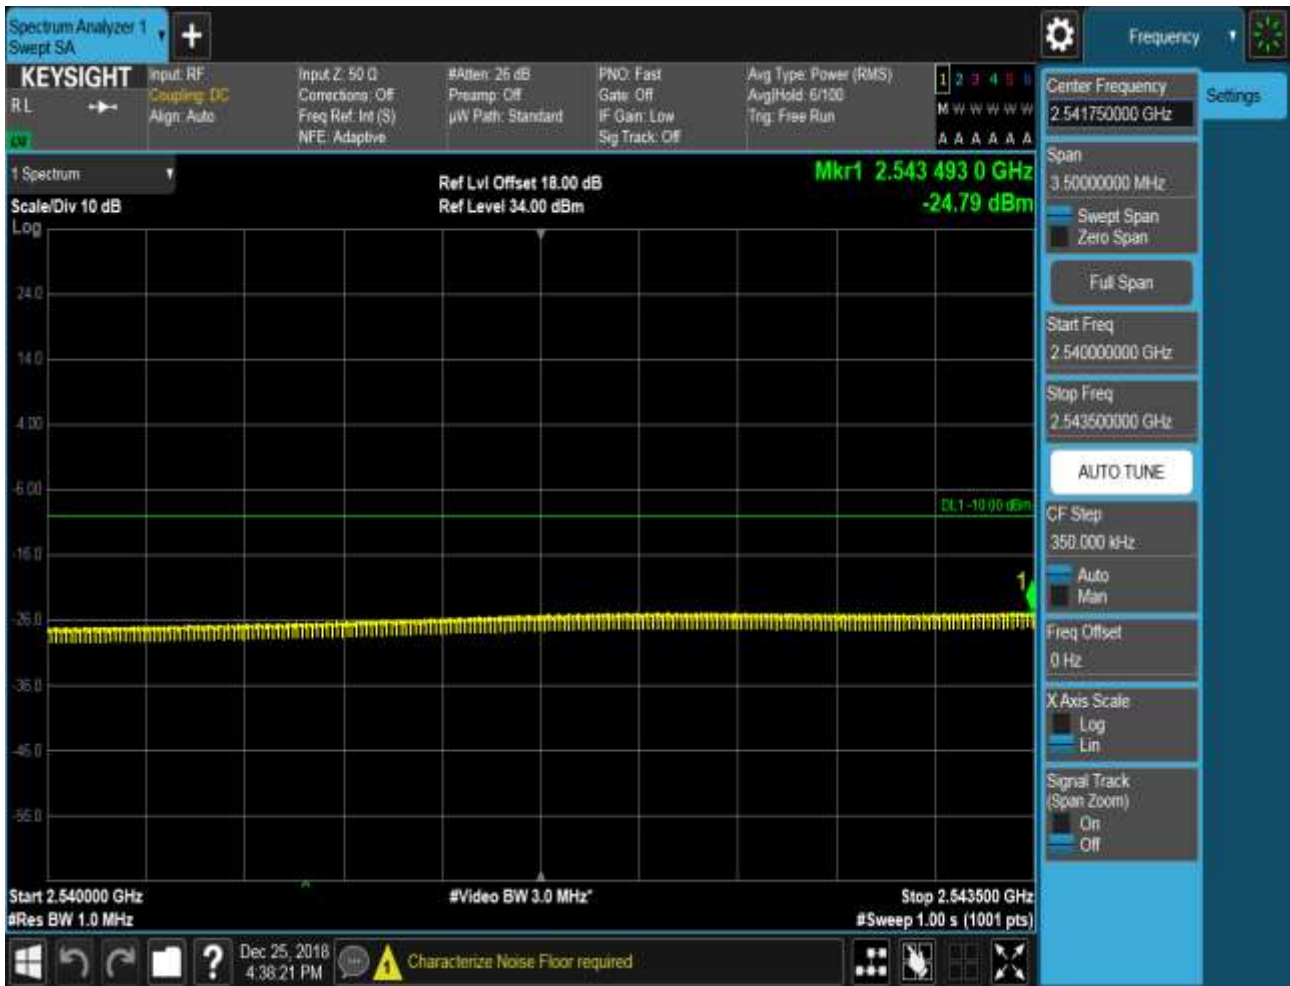 Spectrum Analyzer 1
Swept SA
+
Frequency
KEYSIGHT
R L
Input: RF
Coupling: DC
Align: Auto
Input Z: 50 Ω
Corrections: Off
Freq Ref: Int (S)
NFE: Adaptive
#Atten: 26 dB
Preamp: Off
µW Path: Standard
PNO: Fast
Gate: Off
IF Gain: Low
Sig Track: Off
Avg Type: Power (RMS)
Avg|Hold: 6/100
Trig: Free Run
1 2 3 4 5 6
M W W W W W
A A A A A A
1 Spectrum
Scale/Div 10 dB
Log
Ref Lvl Offset 18.00 dB
Ref Level 34.00 dBm
Mkr1 2.543 493 0 GHz
-24.79 dBm
24.0
14.0
4.00
-6.00
DL1 -10.00 dBm
-16.0
1
-26.0
-36.0
-46.0
-56.0
Start 2.540000 GHz
#Res BW 1.0 MHz
#Video BW 3.0 MHz*
Stop 2.543500 GHz
#Sweep 1.00 s (1001 pts)
Center Frequency
2.541750000 GHz
Settings
Span
3.50000000 MHz
Swept Span
Zero Span
Full Span
Start Freq
2.540000000 GHz
Stop Freq
2.543500000 GHz
AUTO TUNE
CF Step
350.000 kHz
Auto
Man
Freq Offset
0 Hz
X Axis Scale
Log
Lin
Signal Track
(Span Zoom)
On
Off
?
Dec 25, 2018
4:38:21 PM
1
Characterize Noise Floor required